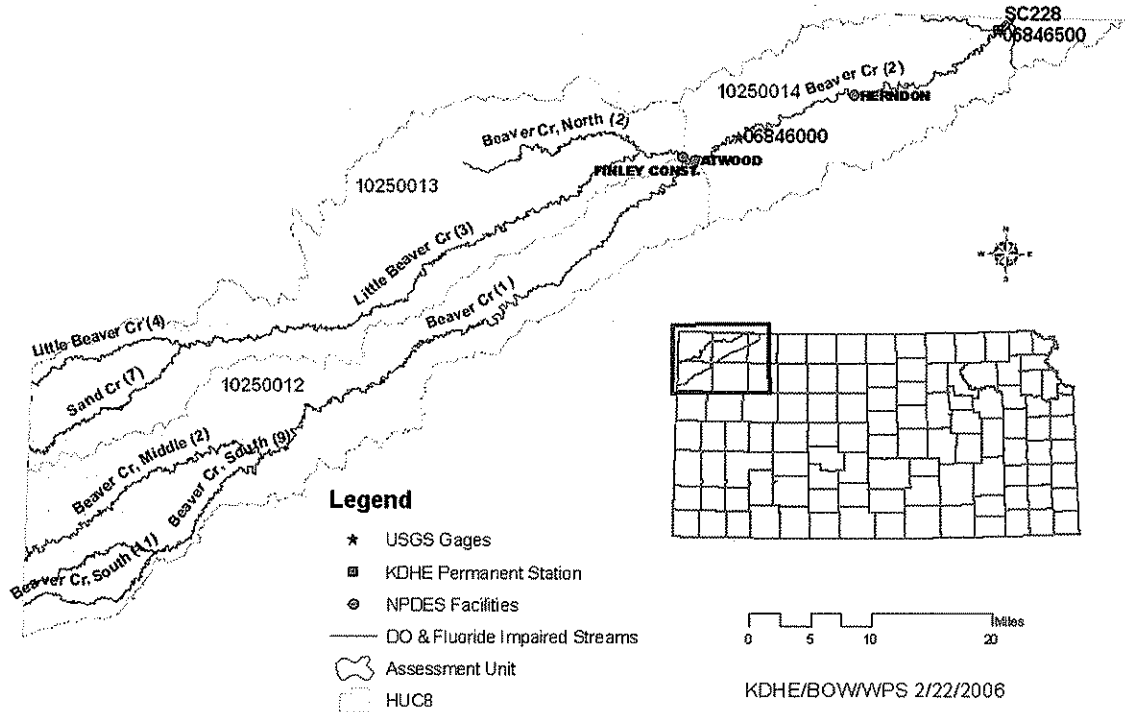 SC228
06846500
10250014 Beaver Cr (2)
HERNDON
Beaver Cr, North (2)
06846000
FINLEY CONST.
ATWOOD
10250013
Little Beaver Cr (3)
Beaver Cr (1)
Little Beaver Cr (4)
Sand Cr (7)
10250012
Beaver Cr, Middle (2)
Beaver Cr, South (9)
Beaver Cr, South (11)
N
W
E
S
Legend
USGS Gages
KDHE Permanent Station
NPDES Facilities
DO & Fluoride Impaired Streams
Assessment Unit
HUC8
Miles
0 5 10 20
KDHE/BOW/WPS 2/22/2006